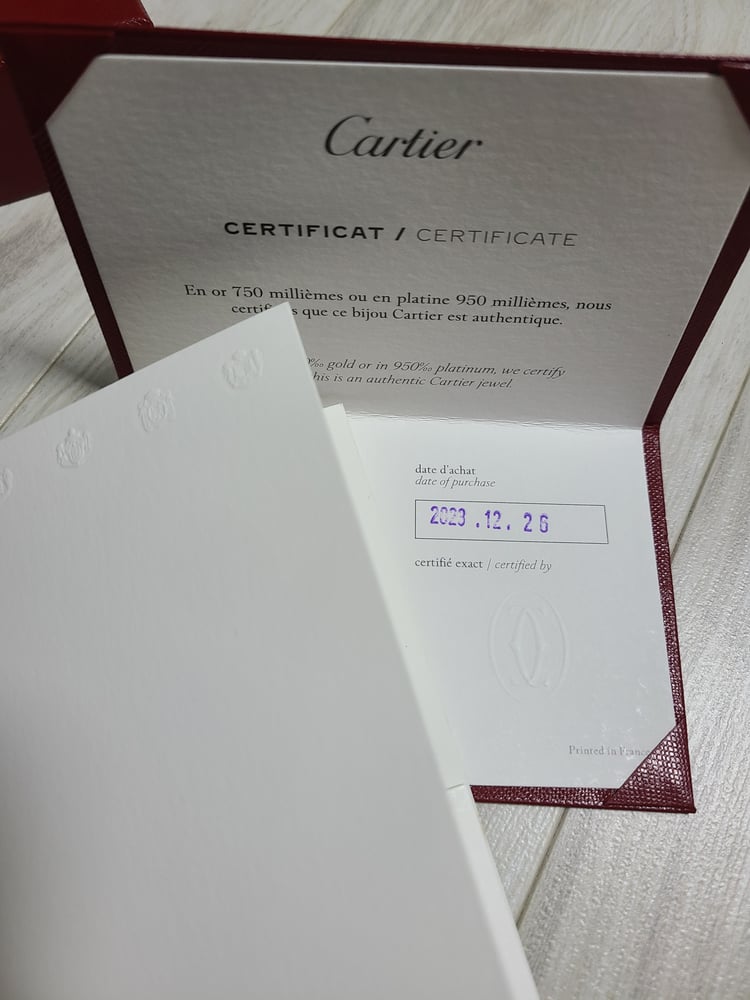 Cartier
CERTIFICAT / CERTIFICATE
En or 750 millièmes ou en platine 950 millièmes, nous
que ce bijou Cartier est authentique.
gold or in 950‰ platinum, we certify
this is an authentic Cartier jewel.
date d'achat
date of purchase
2023.12.26
certifié exact / certified by
Printed in France